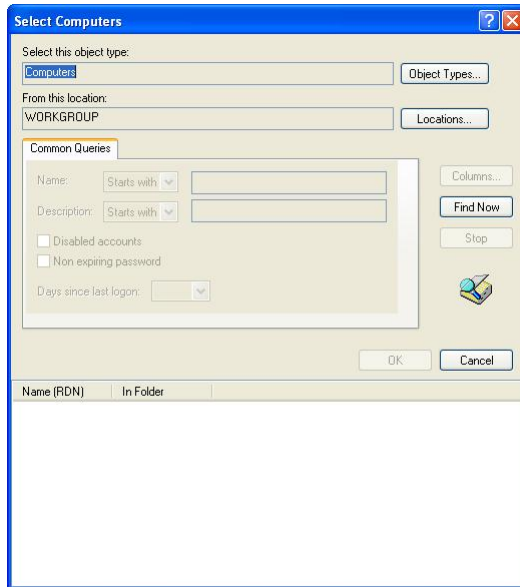 Select Computers
Select this object type:
Computers
Object Types...
From this location:
WORKGROUP
Locations...
Common Queries
Name:
Starts with
Columns...
Description:
Starts with
Find Now
Disabled accounts
Stop
Non expiring password
Days since last logon:
OK
Cancel
Name (RDN)
In Folder